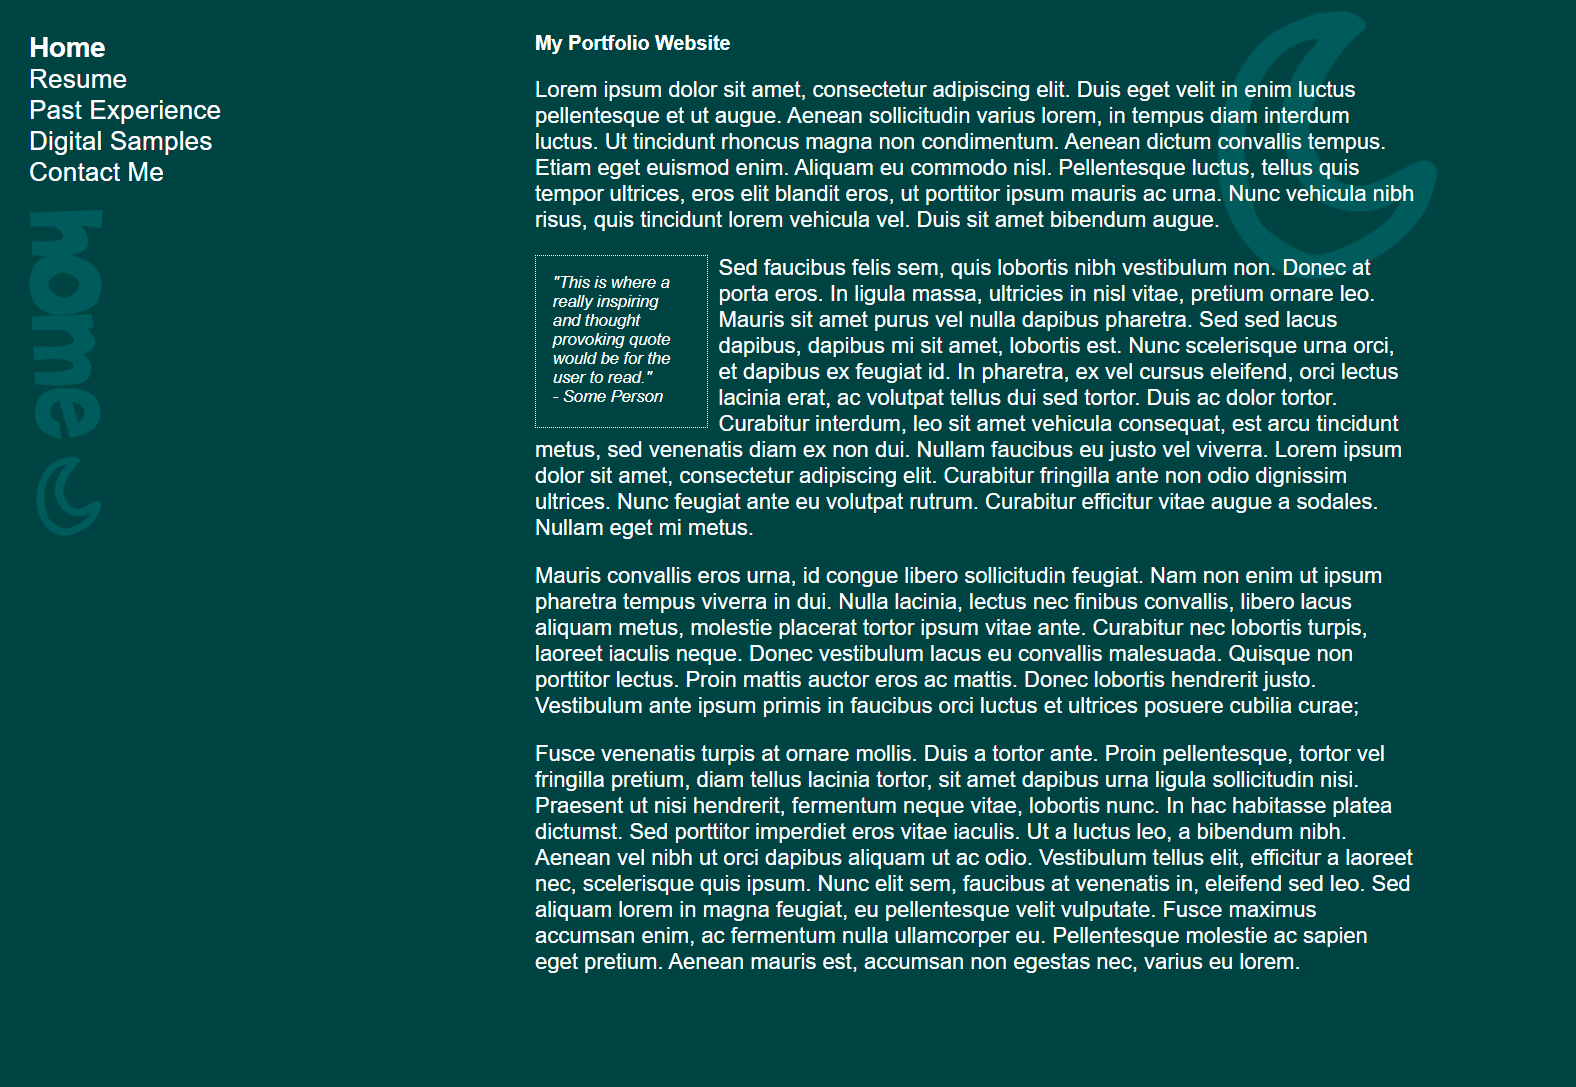 Home
Resume
Past Experience
Digital Samples
Contact Me
home
My Portfolio Website
Lorem ipsum dolor sit amet, consectetur adipiscing elit. Duis eget velit in enim luctus
pellentesque et ut augue. Aenean sollicitudin varius lorem, in tempus diam interdum
luctus. Ut tincidunt rhoncus magna non condimentum. Aenean dictum convallis tempus.
Etiam eget euismod enim. Aliquam eu commodo nisl. Pellentesque luctus, tellus quis
tempor ultrices, eros elit blandit eros, ut porttitor ipsum mauris ac urna. Nunc vehicula nibh
risus, quis tincidunt lorem vehicula vel. Duis sit amet bibendum augue.
"This is where a
really inspiring
and thought
provoking quote
would be for the
user to read."
- Some Person
Sed faucibus felis sem, quis lobortis nibh vestibulum non. Donec at
porta eros. In ligula massa, ultricies in nisl vitae, pretium ornare leo.
Mauris sit amet purus vel nulla dapibus pharetra. Sed sed lacus
dapibus, dapibus mi sit amet, lobortis est. Nunc scelerisque urna orci,
et dapibus ex feugiat id. In pharetra, ex vel cursus eleifend, orci lectus
lacinia erat, ac volutpat tellus dui sed tortor. Duis ac dolor tortor.
Curabitur interdum, leo sit amet vehicula consequat, est arcu tincidunt
metus, sed venenatis diam ex non dui. Nullam faucibus eu justo vel viverra. Lorem ipsum
dolor sit amet, consectetur adipiscing elit. Curabitur fringilla ante non odio dignissim
ultrices. Nunc feugiat ante eu volutpat rutrum. Curabitur efficitur vitae augue a sodales.
Nullam eget mi metus.
Mauris convallis eros urna, id congue libero sollicitudin feugiat. Nam non enim ut ipsum
pharetra tempus viverra in dui. Nulla lacinia, lectus nec finibus convallis, libero lacus
aliquam metus, molestie placerat tortor ipsum vitae ante. Curabitur nec lobortis turpis,
laoreet iaculis neque. Donec vestibulum lacus eu convallis malesuada. Quisque non
porttitor lectus. Proin mattis auctor eros ac mattis. Donec lobortis hendrerit justo.
Vestibulum ante ipsum primis in faucibus orci luctus et ultrices posuere cubilia curae;
Fusce venenatis turpis at ornare mollis. Duis a tortor ante. Proin pellentesque, tortor vel
fringilla pretium, diam tellus lacinia tortor, sit amet dapibus urna ligula sollicitudin nisi.
Praesent ut nisi hendrerit, fermentum neque vitae, lobortis nunc. In hac habitasse platea
dictumst. Sed porttitor imperdiet eros vitae iaculis. Ut a luctus leo, a bibendum nibh.
Aenean vel nibh ut orci dapibus aliquam ut ac odio. Vestibulum tellus elit, efficitur a laoreet
nec, scelerisque quis ipsum. Nunc elit sem, faucibus at venenatis in, eleifend sed leo. Sed
aliquam lorem in magna feugiat, eu pellentesque velit vulputate. Fusce maximus
accumsan enim, ac fermentum nulla ullamcorper eu. Pellentesque molestie ac sapien
eget pretium. Aenean mauris est, accumsan non egestas nec, varius eu lorem.